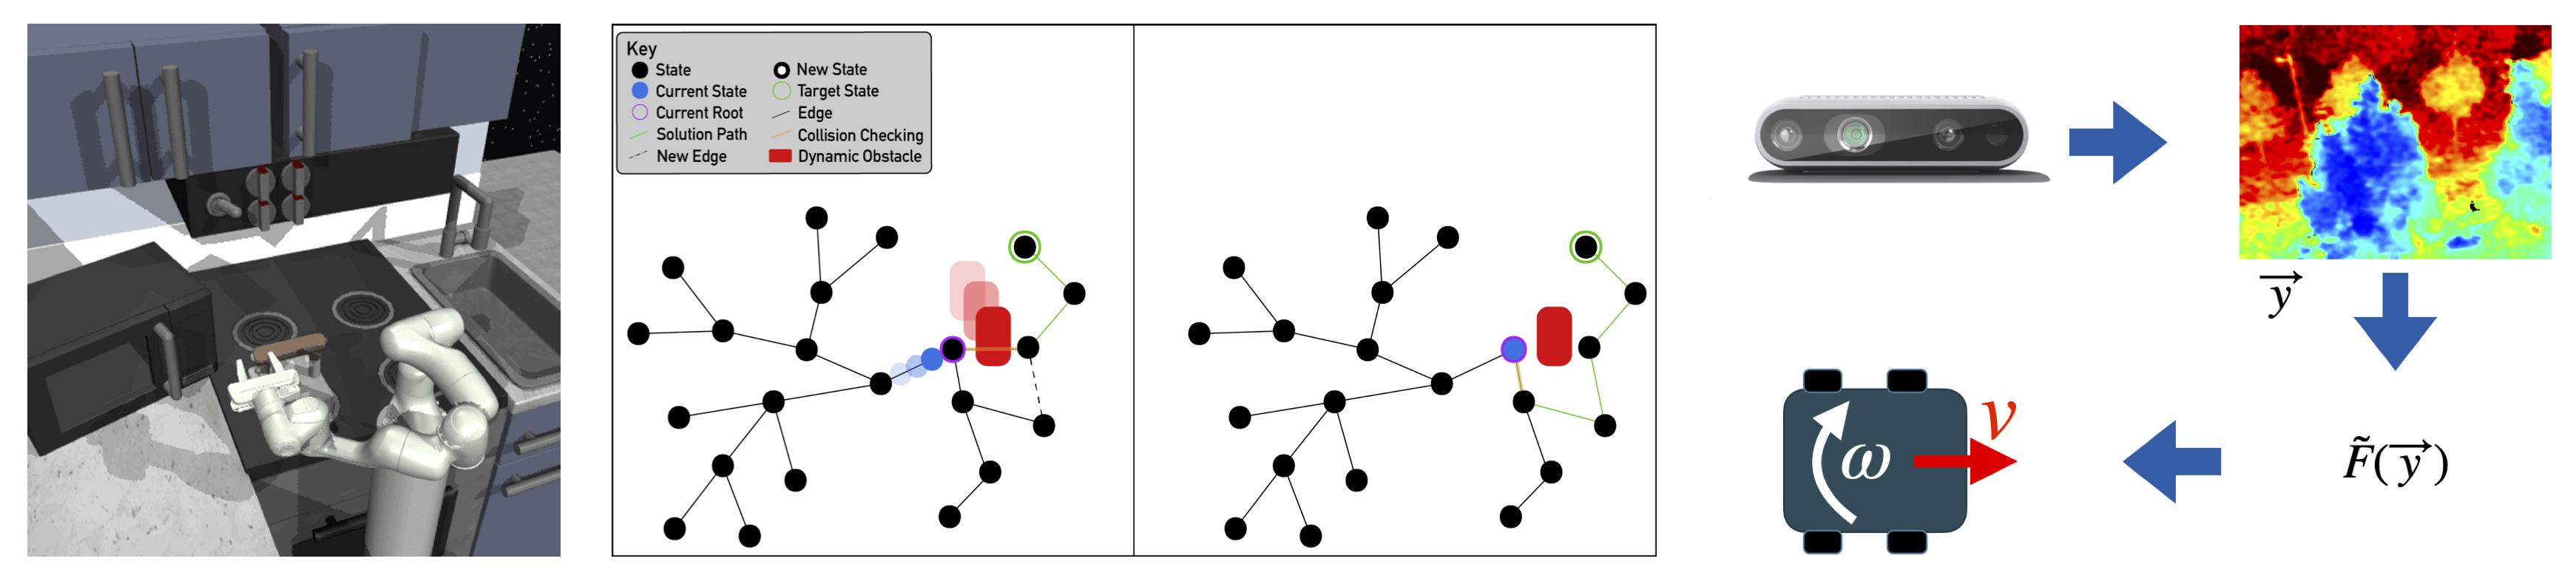 Key
State
New State
Current State
Target State
Current Root
Edge
Solution Path
Collision Checking
New Edge
Dynamic Obstacle
$\overrightarrow{y}$
v
ω
$\tilde{F}(\overrightarrow{y})$